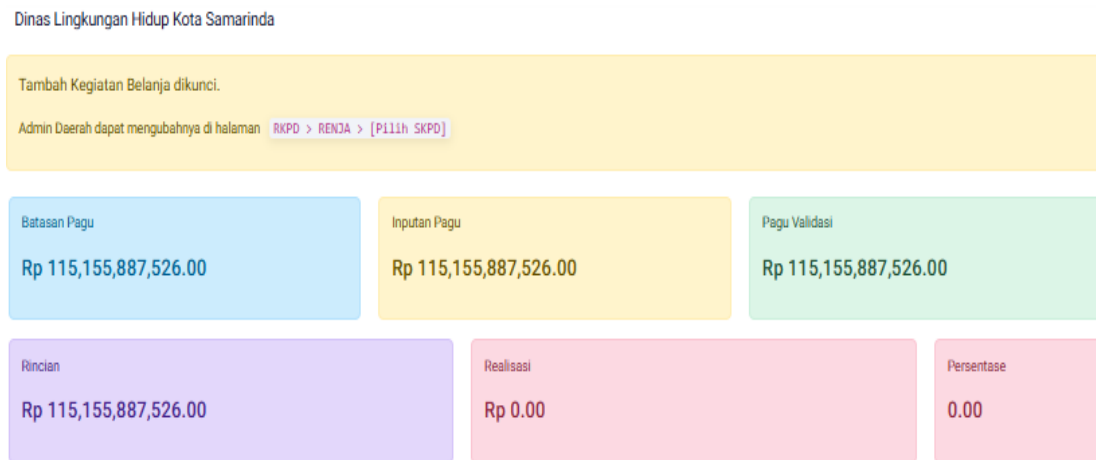 Dinas Lingkungan Hidup Kota Samarinda
Tambah Kegiatan Belanja dikunci.
Admin Daerah dapat mengubahnya di halaman RKPD > RENJA > [Pilih SKPD]
Batasan Pagu
Rp 115,155,887,526.00
Inputan Pagu
Rp 115,155,887,526.00
Pagu Validasi
Rp 115,155,887,526.00
Rincian
Rp 115,155,887,526.00
Realisasi
Rp 0.00
Persentase
0.00